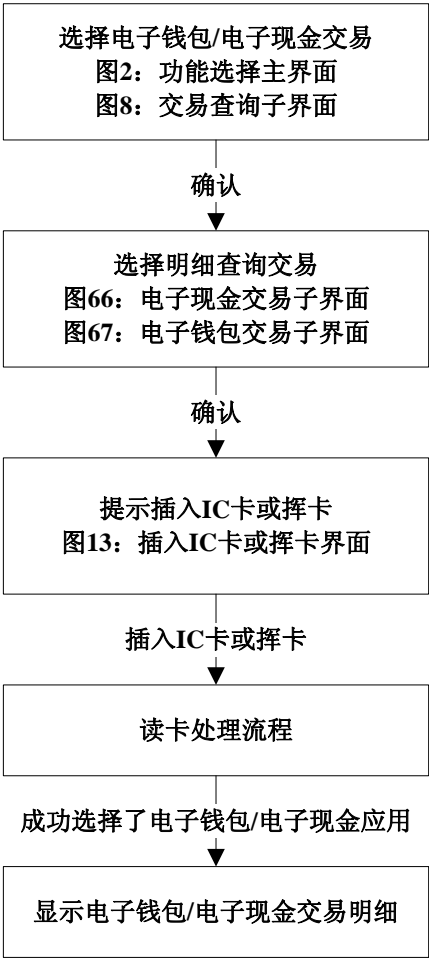 选择电子钱包/电子现金交易
图2：功能选择主界面
图8：交易查询子界面
确认
选择明细查询交易
图66：电子现金交易子界面
图67：电子钱包交易子界面
确认
提示插入IC卡或挥卡
图13：插入IC卡或挥卡界面
插入IC卡或挥卡
读卡处理流程
成功选择了电子钱包/电子现金应用
显示电子钱包/电子现金交易明细